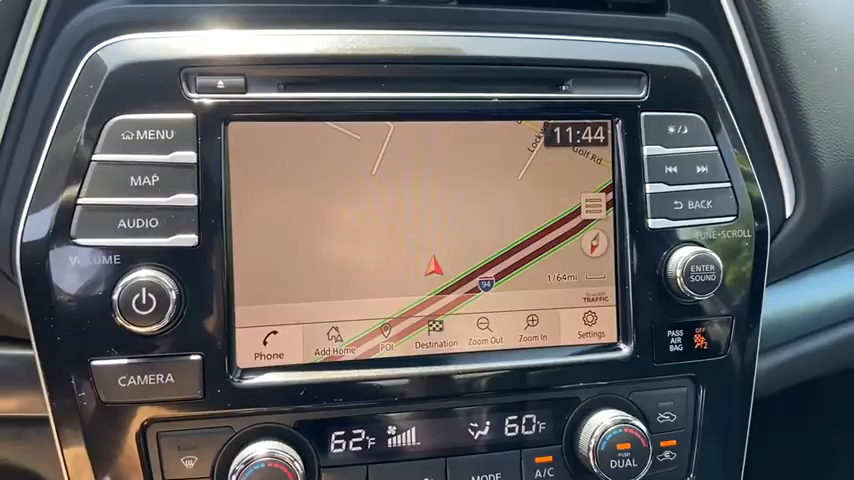 MENU
MAP
AUDIO
VOLUME
CAMERA
11:44
Golf Rd
94
1/64mi
TRAFFIC
Phone
Add Home
POI
Destination
Zoom Out
Zoom In
Settings
BACK
TUNE•SCROLL
ENTER
SOUND
PASS
AIR
BAG
OFF
2
62°F
60°F
MODE
A/C
PUSH
DUAL